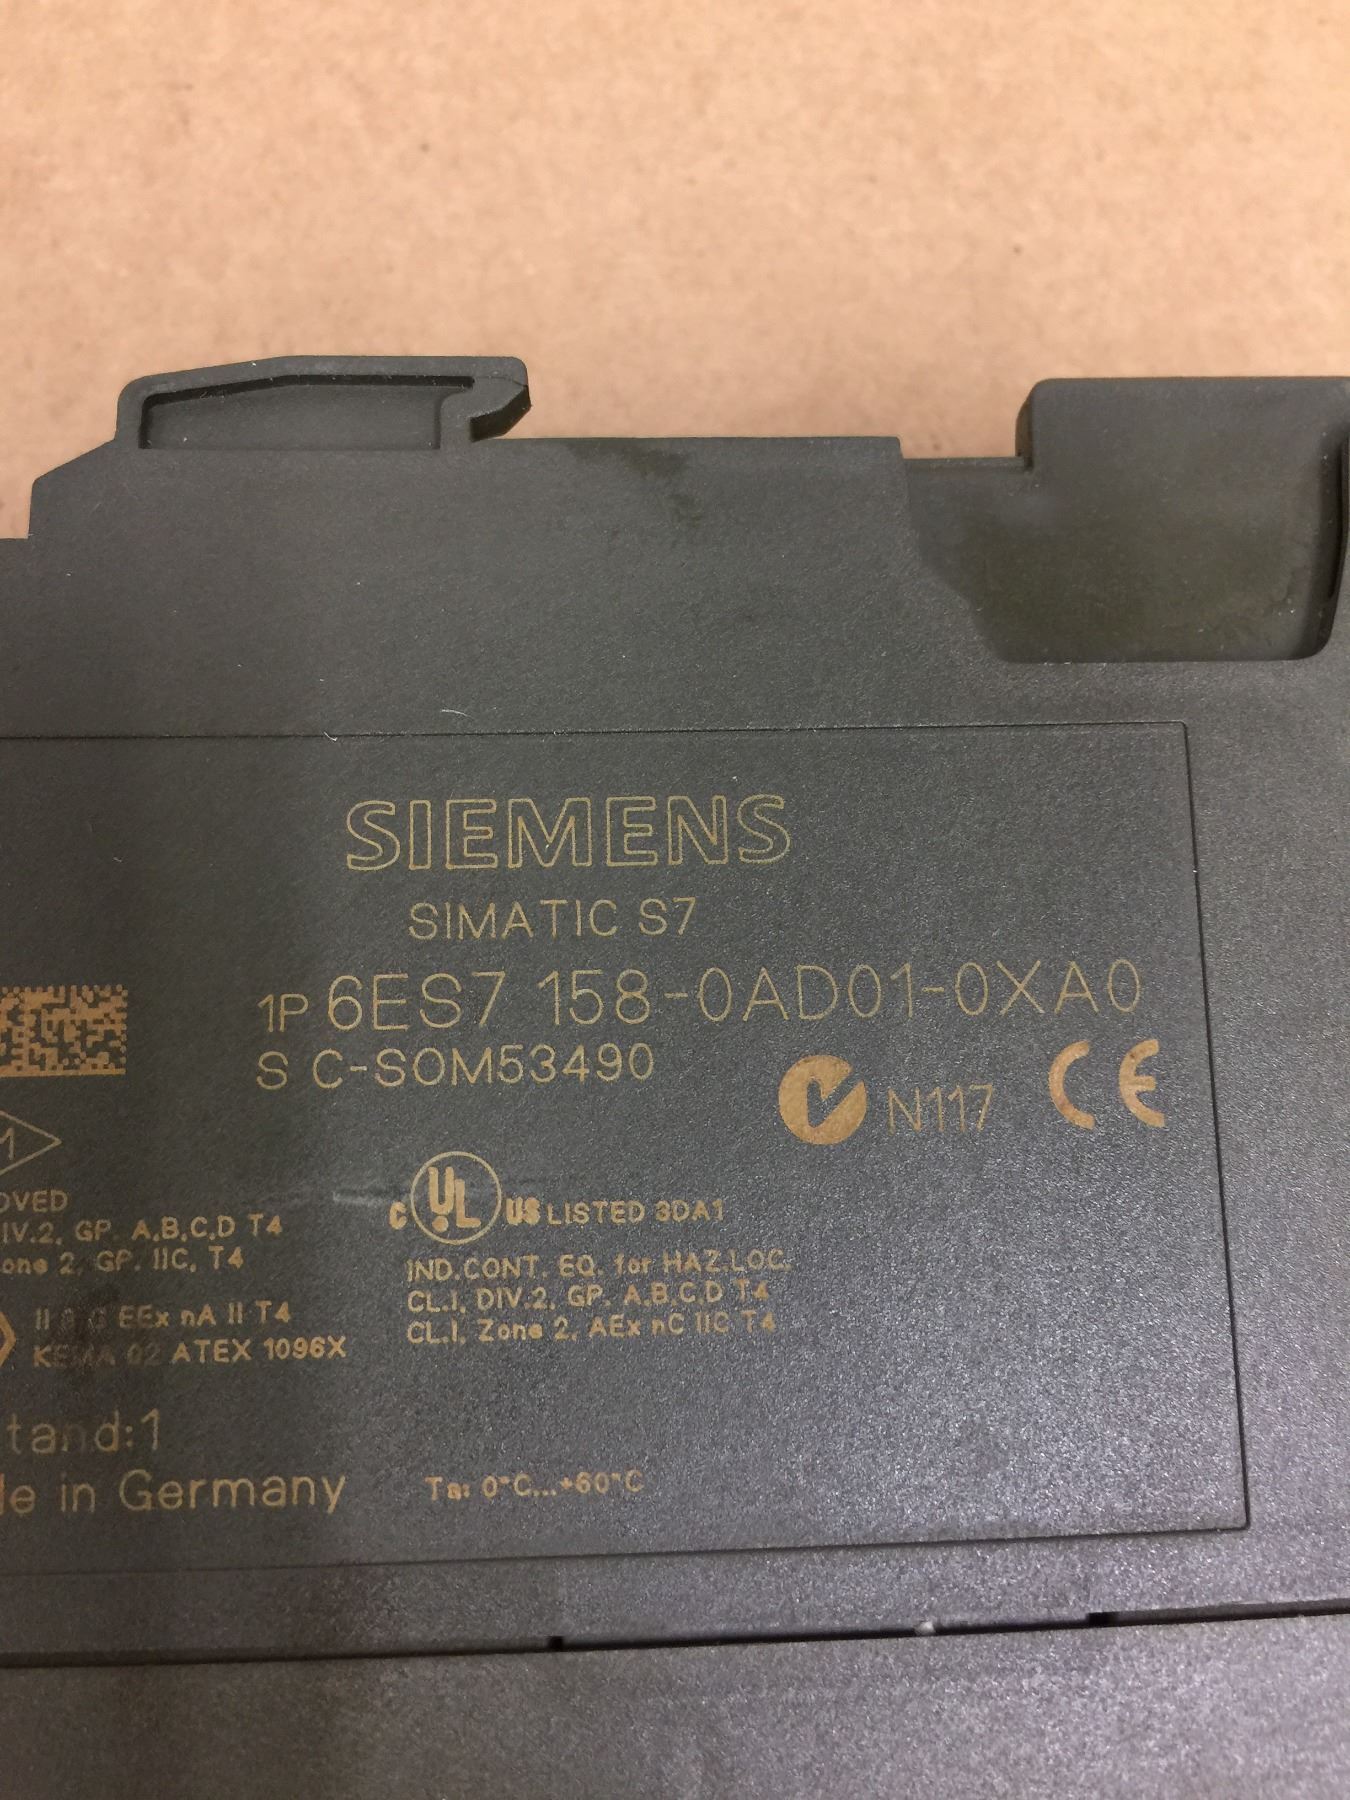 SIEMENS
SIMATIC S7
1P 6ES7 158-0AD01-0XA0
S C-SOM53490
N117 CE
OVED
IV.2, GP. A,B,C,D T4
one 2, GP. IIC, T4
II 3 G EEx nA II T4
KEMA 02 ATEX 1096X
c UL US LISTED 3DA1
IND.CONT. EQ. for HAZ.LOC.
CL.I, DIV.2, GP. A,B,C,D T4
CL.I, Zone 2, AEx nC IIC T4
tand:1
de in Germany
Ta: 0°C...+60°C